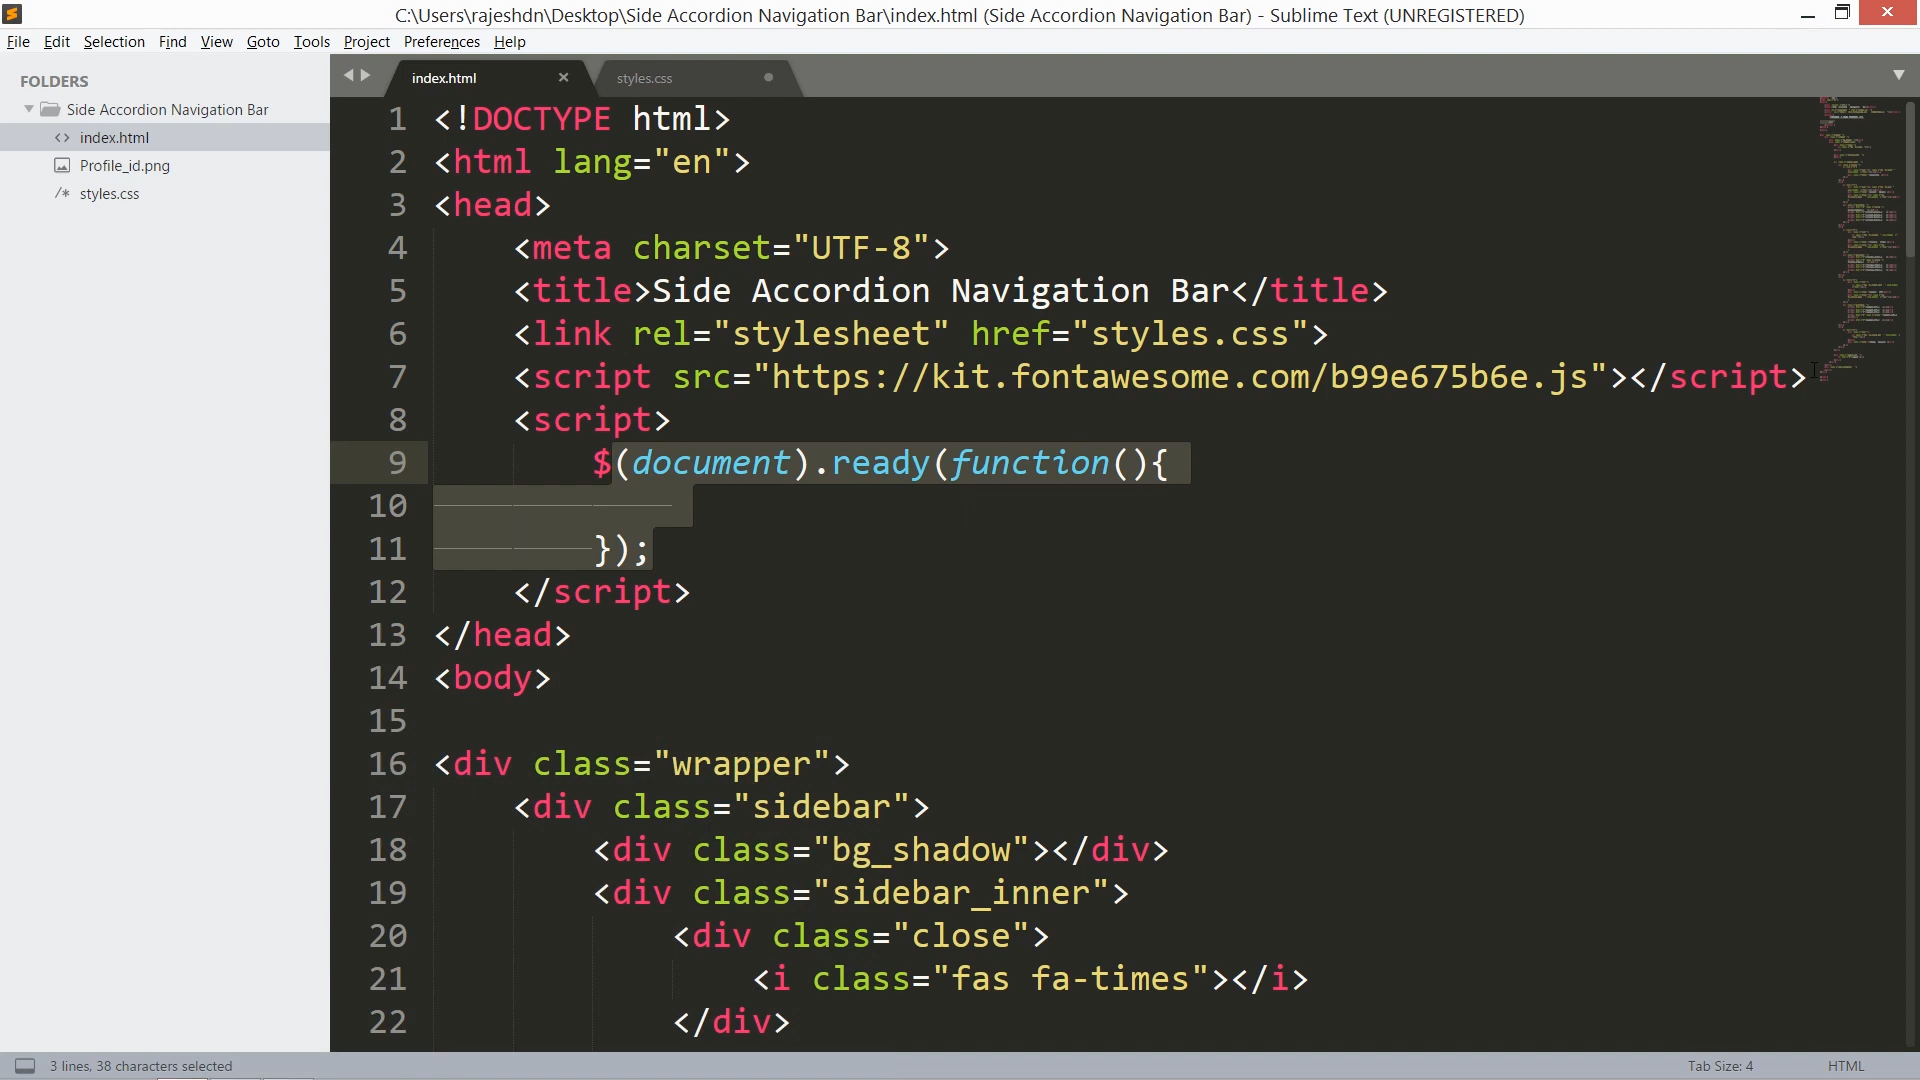 C:\Users\rajeshdn\Desktop\Side Accordion Navigation Bar\index.html (Side Accordion Navigation Bar) - Sublime Text (UNREGISTERED)
File Edit Selection Find View Goto Tools Project Preferences Help
FOLDERS
Side Accordion Navigation Bar
<> index.html
Profile_id.png
/* styles.css
index.html styles.css
1 <!DOCTYPE html>
2 <html lang="en">
3 <head>
4 <meta charset="UTF-8">
5 <title>Side Accordion Navigation Bar</title>
6 <link rel="stylesheet" href="styles.css">
7 <script src="https://kit.fontawesome.com/b99e675b6e.js"></script>
8 <script>
9 $(document).ready(function(){
10
11 });
12 </script>
13 </head>
14 <body>
15
16 <div class="wrapper">
17 <div class="sidebar">
18 <div class="bg_shadow"></div>
19 <div class="sidebar_inner">
20 <div class="close">
21 <i class="fas fa-times"></i>
22 </div>
3 lines, 38 characters selected
Tab Size: 4
HTML